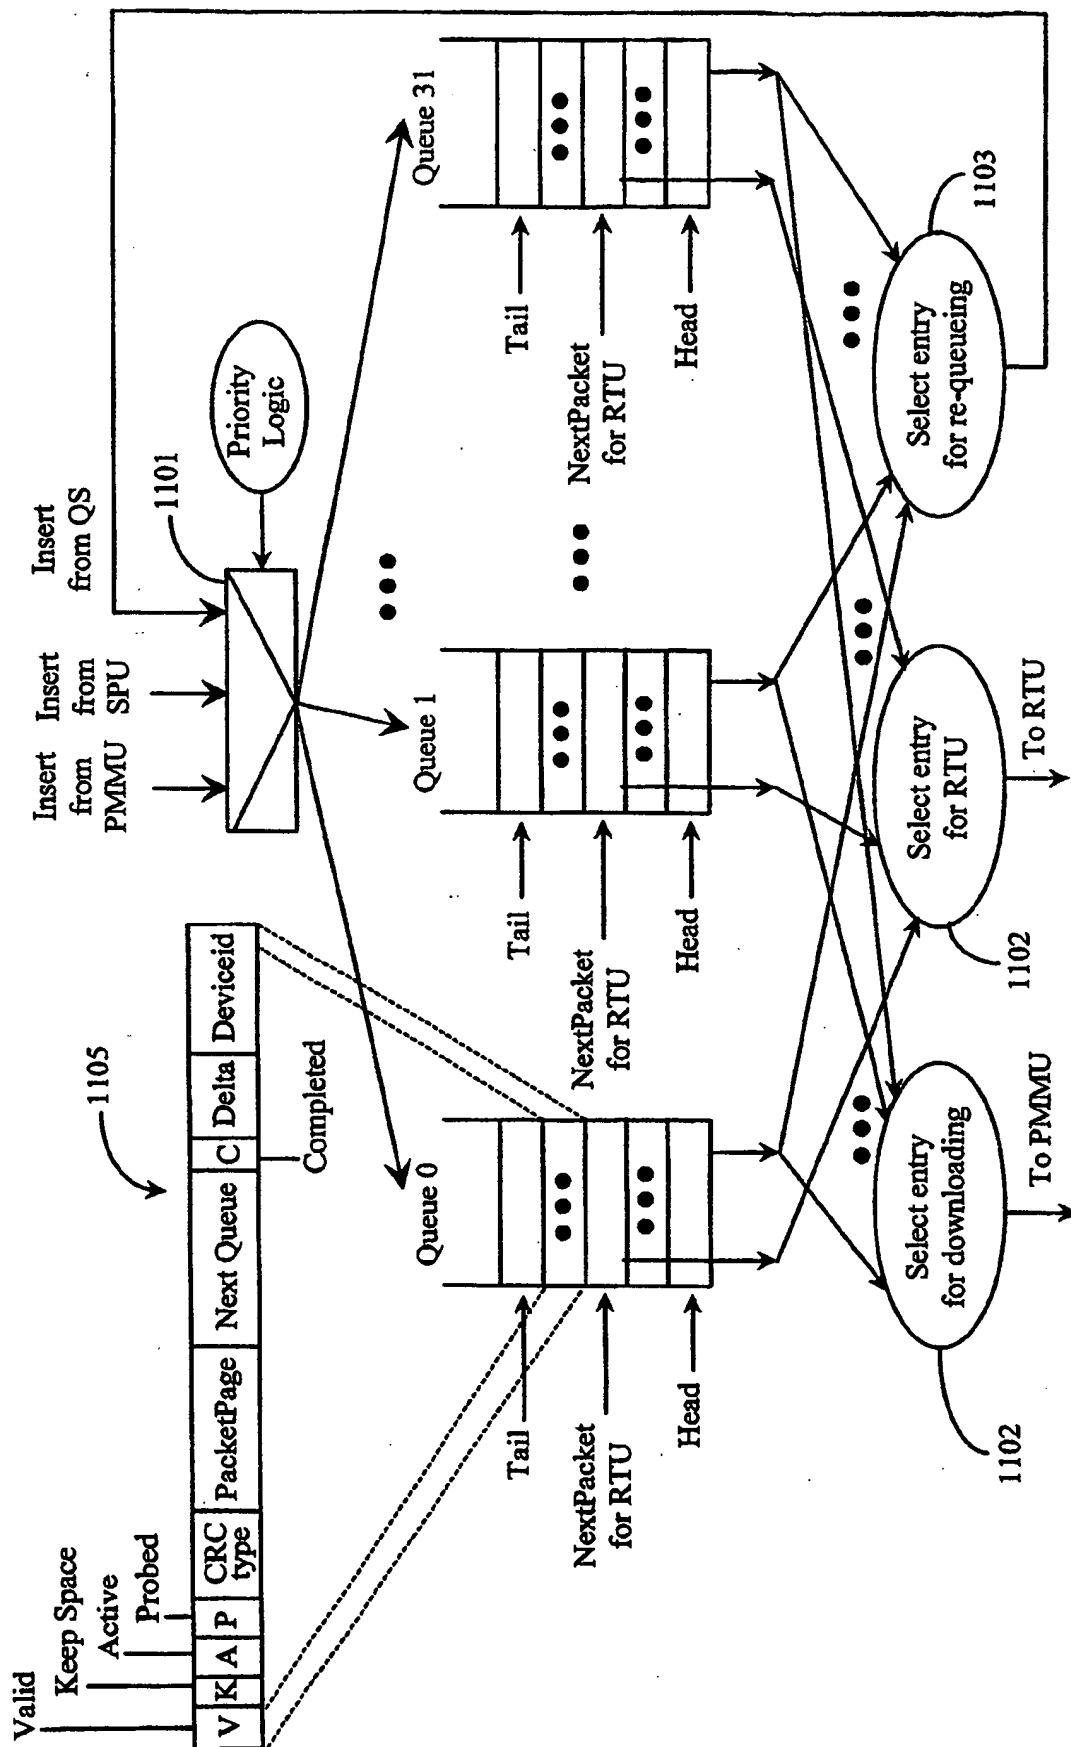 Valid
Keep Space
Active
Probed
V
K
A
P
CRC
type
PacketPage
Next Queue
C
Delta
Deviceid
Completed
1105
Insert
from
PMMU
Insert
from
SPU
Insert
from QS
1101
Priority
Logic
Queue 0
Queue 1
Queue 31
Tail
NextPacket
for RTU
Head
Tail
NextPacket
for RTU
Head
Tail
NextPacket
for RTU
Head
Select entry
for downloading
1102
To PMMU
Select entry
for RTU
1102
To RTU
Select entry
for re-queueing
1103